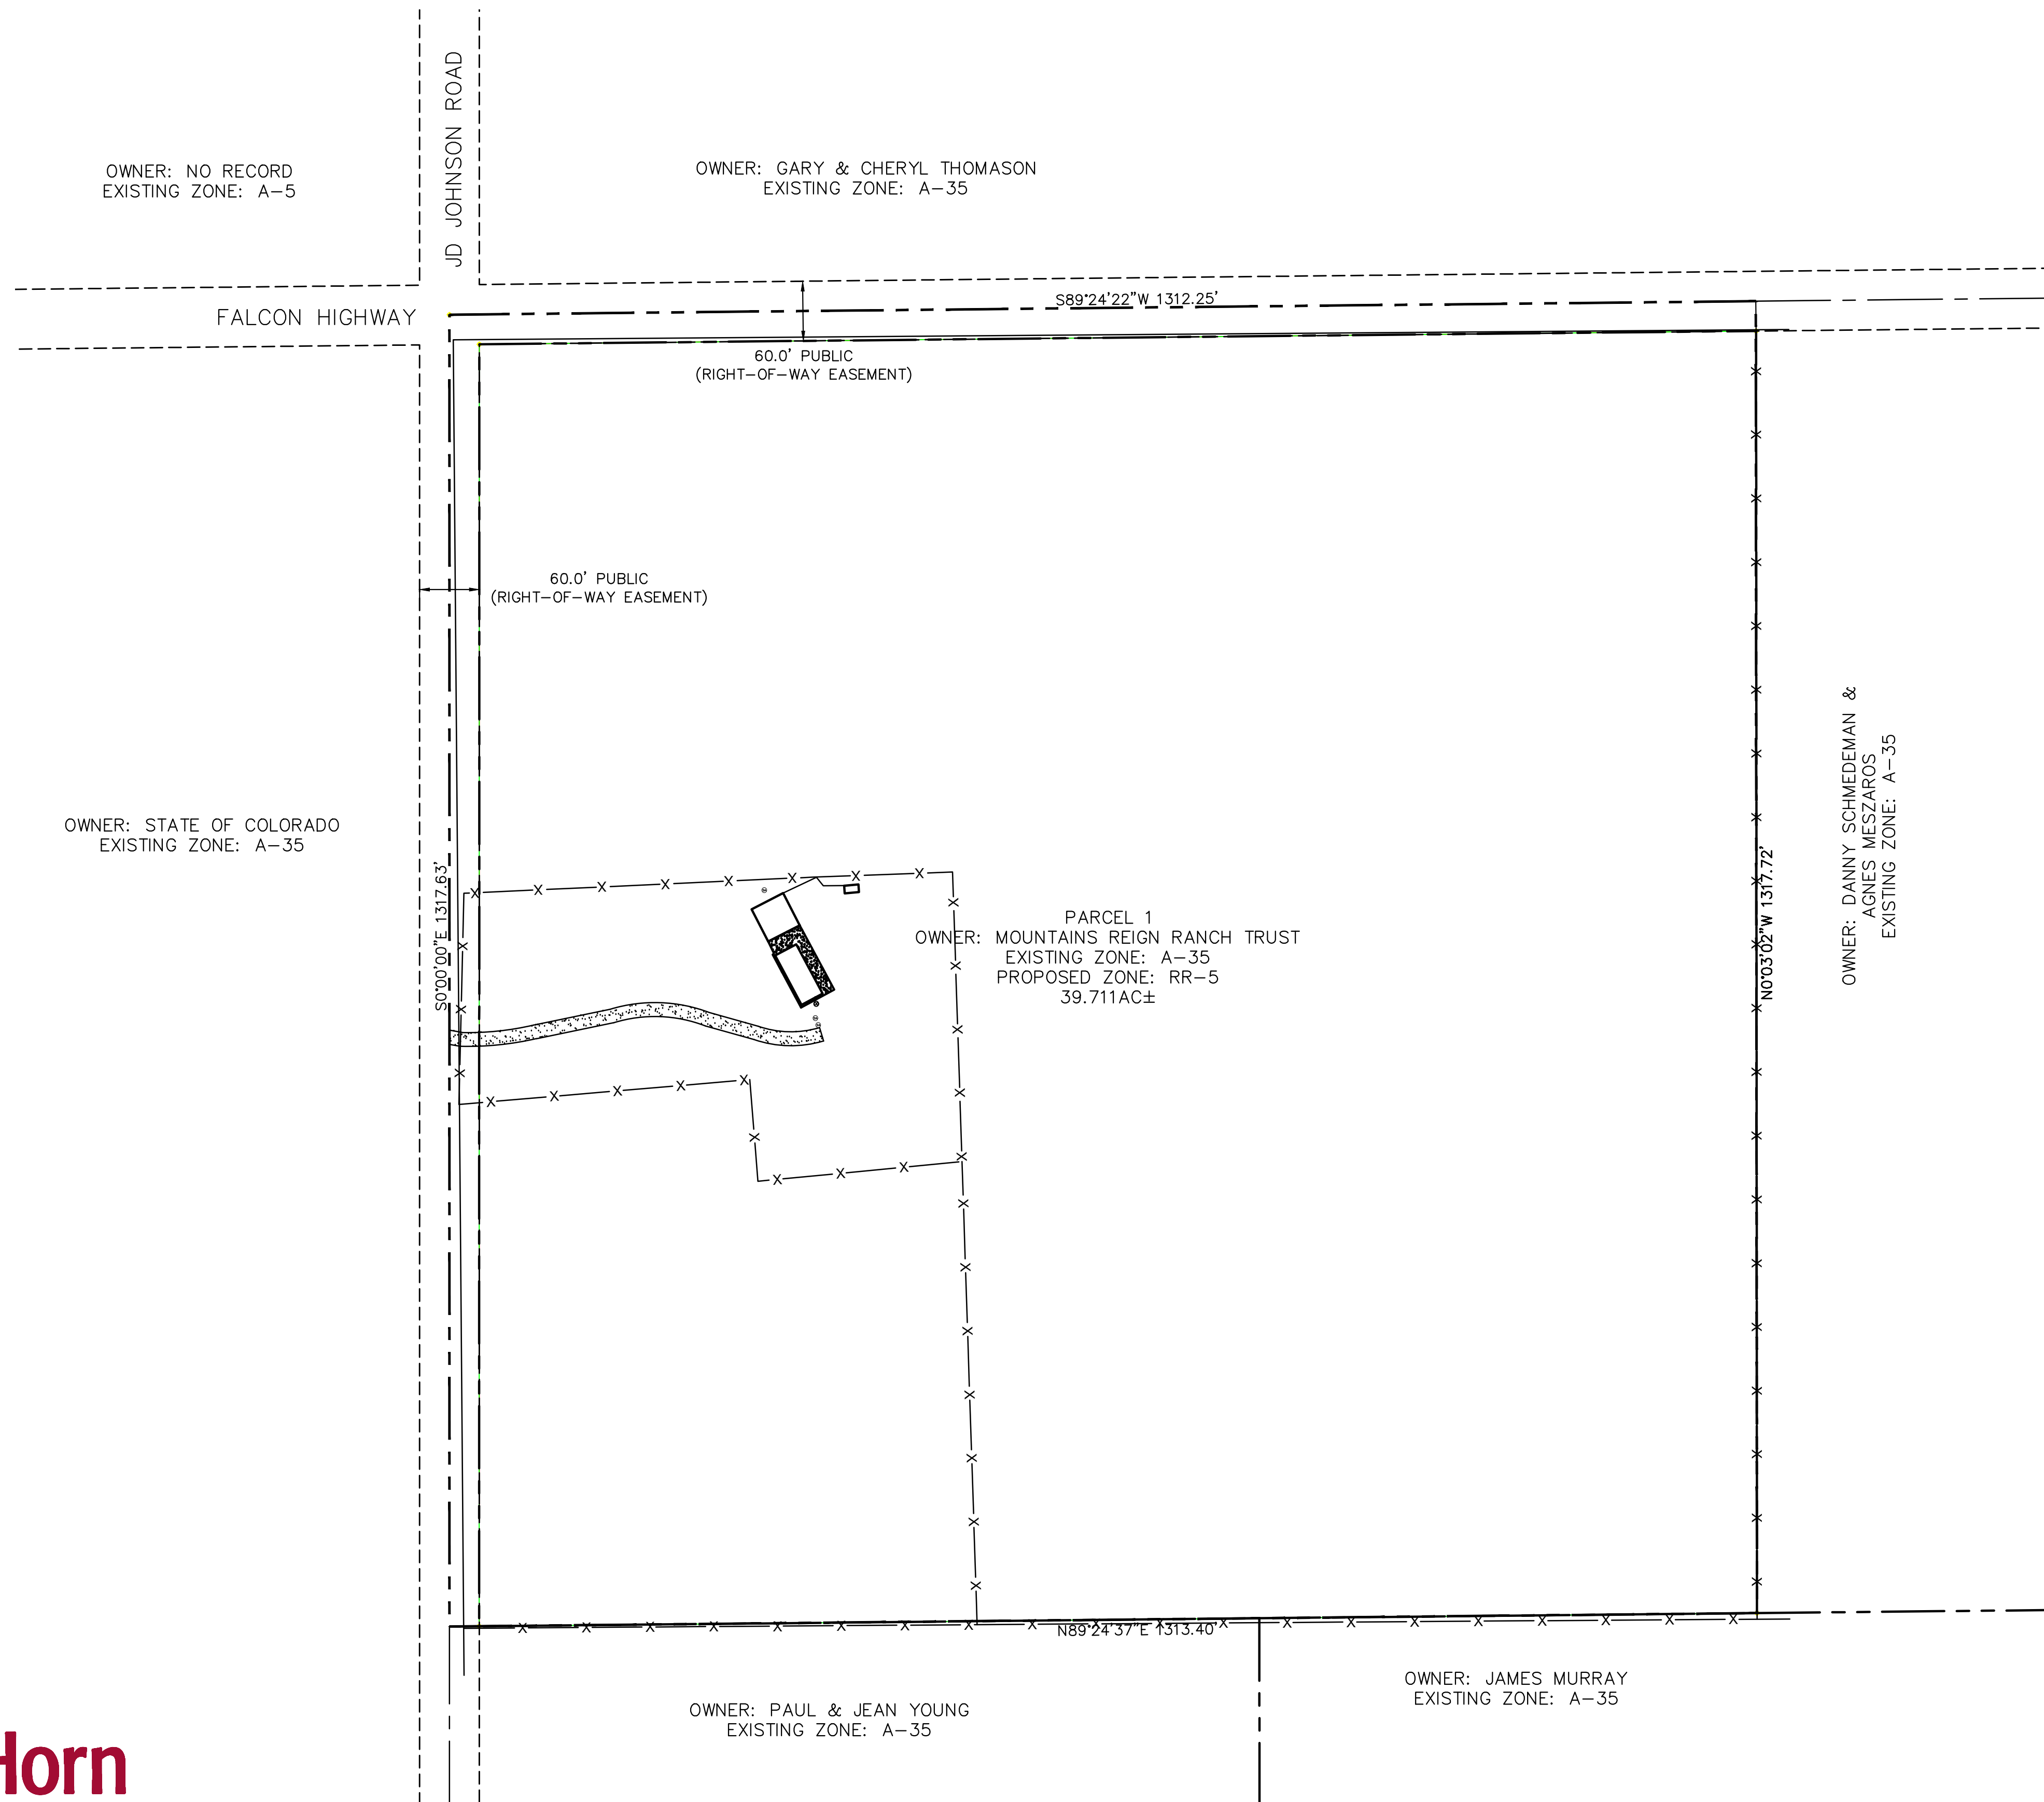 JD JOHNSON ROAD
OWNER: NO RECORD
EXISTING ZONE: A-5
OWNER: GARY & CHERYL THOMASON
EXISTING ZONE: A-35
FALCON HIGHWAY
S89°24'22"W 1312.25'
60.0' PUBLIC
(RIGHT-OF-WAY EASEMENT)
60.0' PUBLIC
(RIGHT-OF-WAY EASEMENT)
OWNER: STATE OF COLORADO
EXISTING ZONE: A-35
S0°00'00"E 1317.63'
PARCEL 1
OWNER: MOUNTAINS REIGN RANCH TRUST
EXISTING ZONE: A-35
PROPOSED ZONE: RR-5
39.711AC±
N0°03'02"W 1317.72'
OWNER: DANNY SCHMEDEMAN &
AGNES MESZAROS
EXISTING ZONE: A-35
N89°24'37"E 1313.40'
OWNER: PAUL & JEAN YOUNG
EXISTING ZONE: A-35
OWNER: JAMES MURRAY
EXISTING ZONE: A-35
Horn